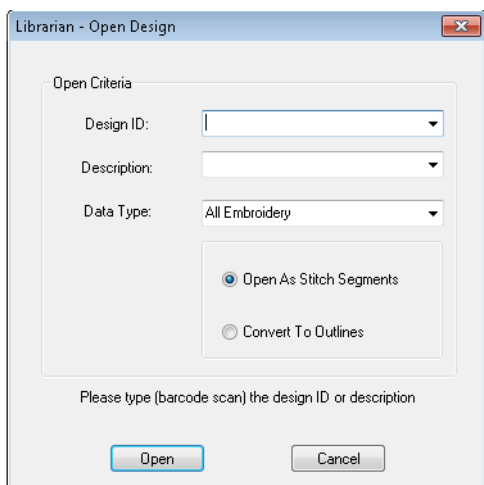 Librarian - Open Design
Open Criteria
Design ID:
Description:
Data Type: All Embroidery
Open As Stitch Segments
Convert To Outlines
Please type (barcode scan) the design ID or description
Open Cancel